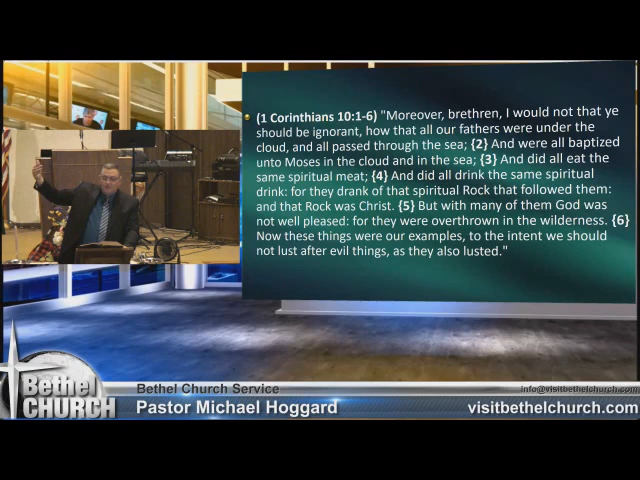 (1 Corinthians 10:1-6) "Moreover, brethren, I would not that ye
should be ignorant, how that all our fathers were under the
cloud, and all passed through the sea; {2} And were all baptized
unto Moses in the cloud and in the sea; {3} And did all eat the
same spiritual meat; {4} And did all drink the same spiritual
drink: for they drank of that spiritual Rock that followed them:
and that Rock was Christ. {5} But with many of them God was
not well pleased: for they were overthrown in the wilderness. {6}
Now these things were our examples, to the intent we should
not lust after evil things, as they also lusted."
Bethel
CHURCH
Bethel Church Service
info@visitbethelchurch.com
Pastor Michael Hoggard
visitbethelchurch.com